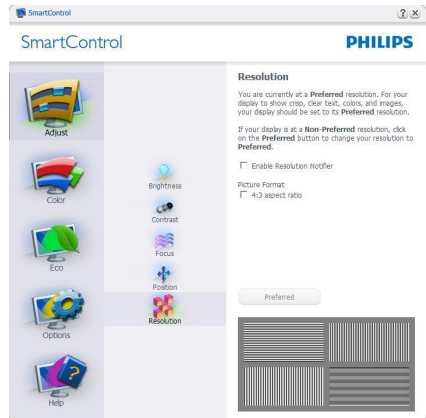 SmartControl
SmartControl
PHILIPS
Adjust
Color
Eco
Options
Help
Brightness
Contrast
Focus
Position
Resolution
Resolution
You are currently at a Preferred resolution. For your
display to show crisp, clear text, colors, and images,
your display should be set to its Preferred resolution.
If your display is at a Non-Preferred resolution, click
on the Preferred button to change your resolution to
Preferred.
Enable Resolution Notifier
Picture Format
4:3 aspect ratio
Preferred